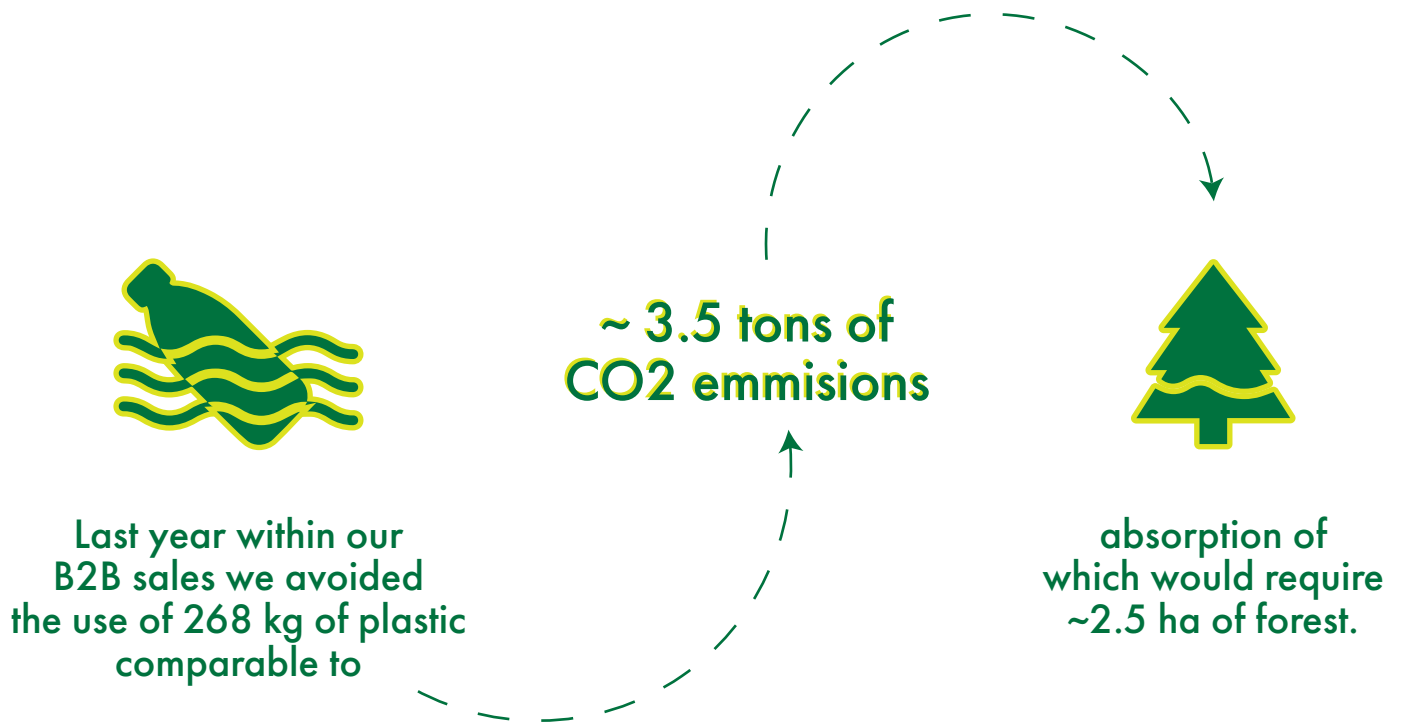 Last year within our
B2B sales we avoided
the use of 268 kg of plastic
comparable to
~ 3.5 tons of
CO2 emmisions
absorption of
which would require
~2.5 ha of forest.